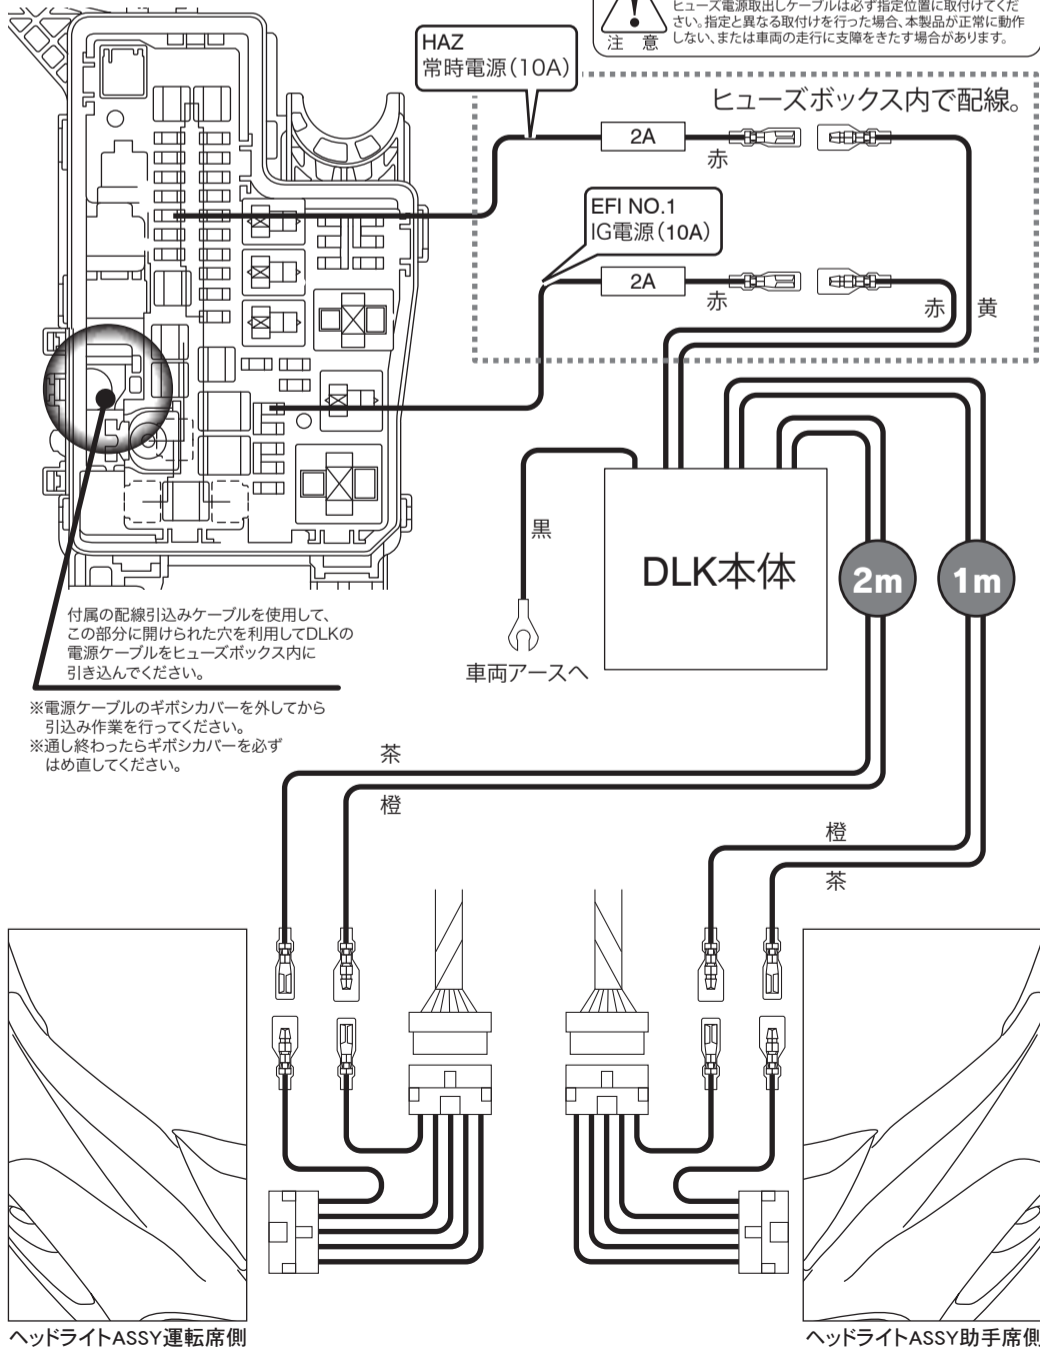 ヒューズ電源取出しケーブルは必ず指定位置に取付けてくだ
さい。指定と異なる取付けを行った場合、本製品が正常に動作
しない、または車両の走行に支障をきたす場合があります。
注 意
HAZ
常時電源(10A)
ヒューズボックス内で配線。
2A
赤
EFI NO.1
IG電源(10A)
2A
赤
赤
黄
黒
DLK本体
2m
1m
車両アースへ
付属の配線引込みケーブルを使用して、
この部分に開けられた穴を利用してDLKの
電源ケーブルをヒューズボックス内に
引き込んでください。
※電源ケーブルのギボシカバーを外してから
引込み作業を行ってください。
※通し終わったらギボシカバーを必ず
はめ直してください。
茶
橙
橙
茶
ヘッドライトASSY運転席側
ヘッドライトASSY助手席側